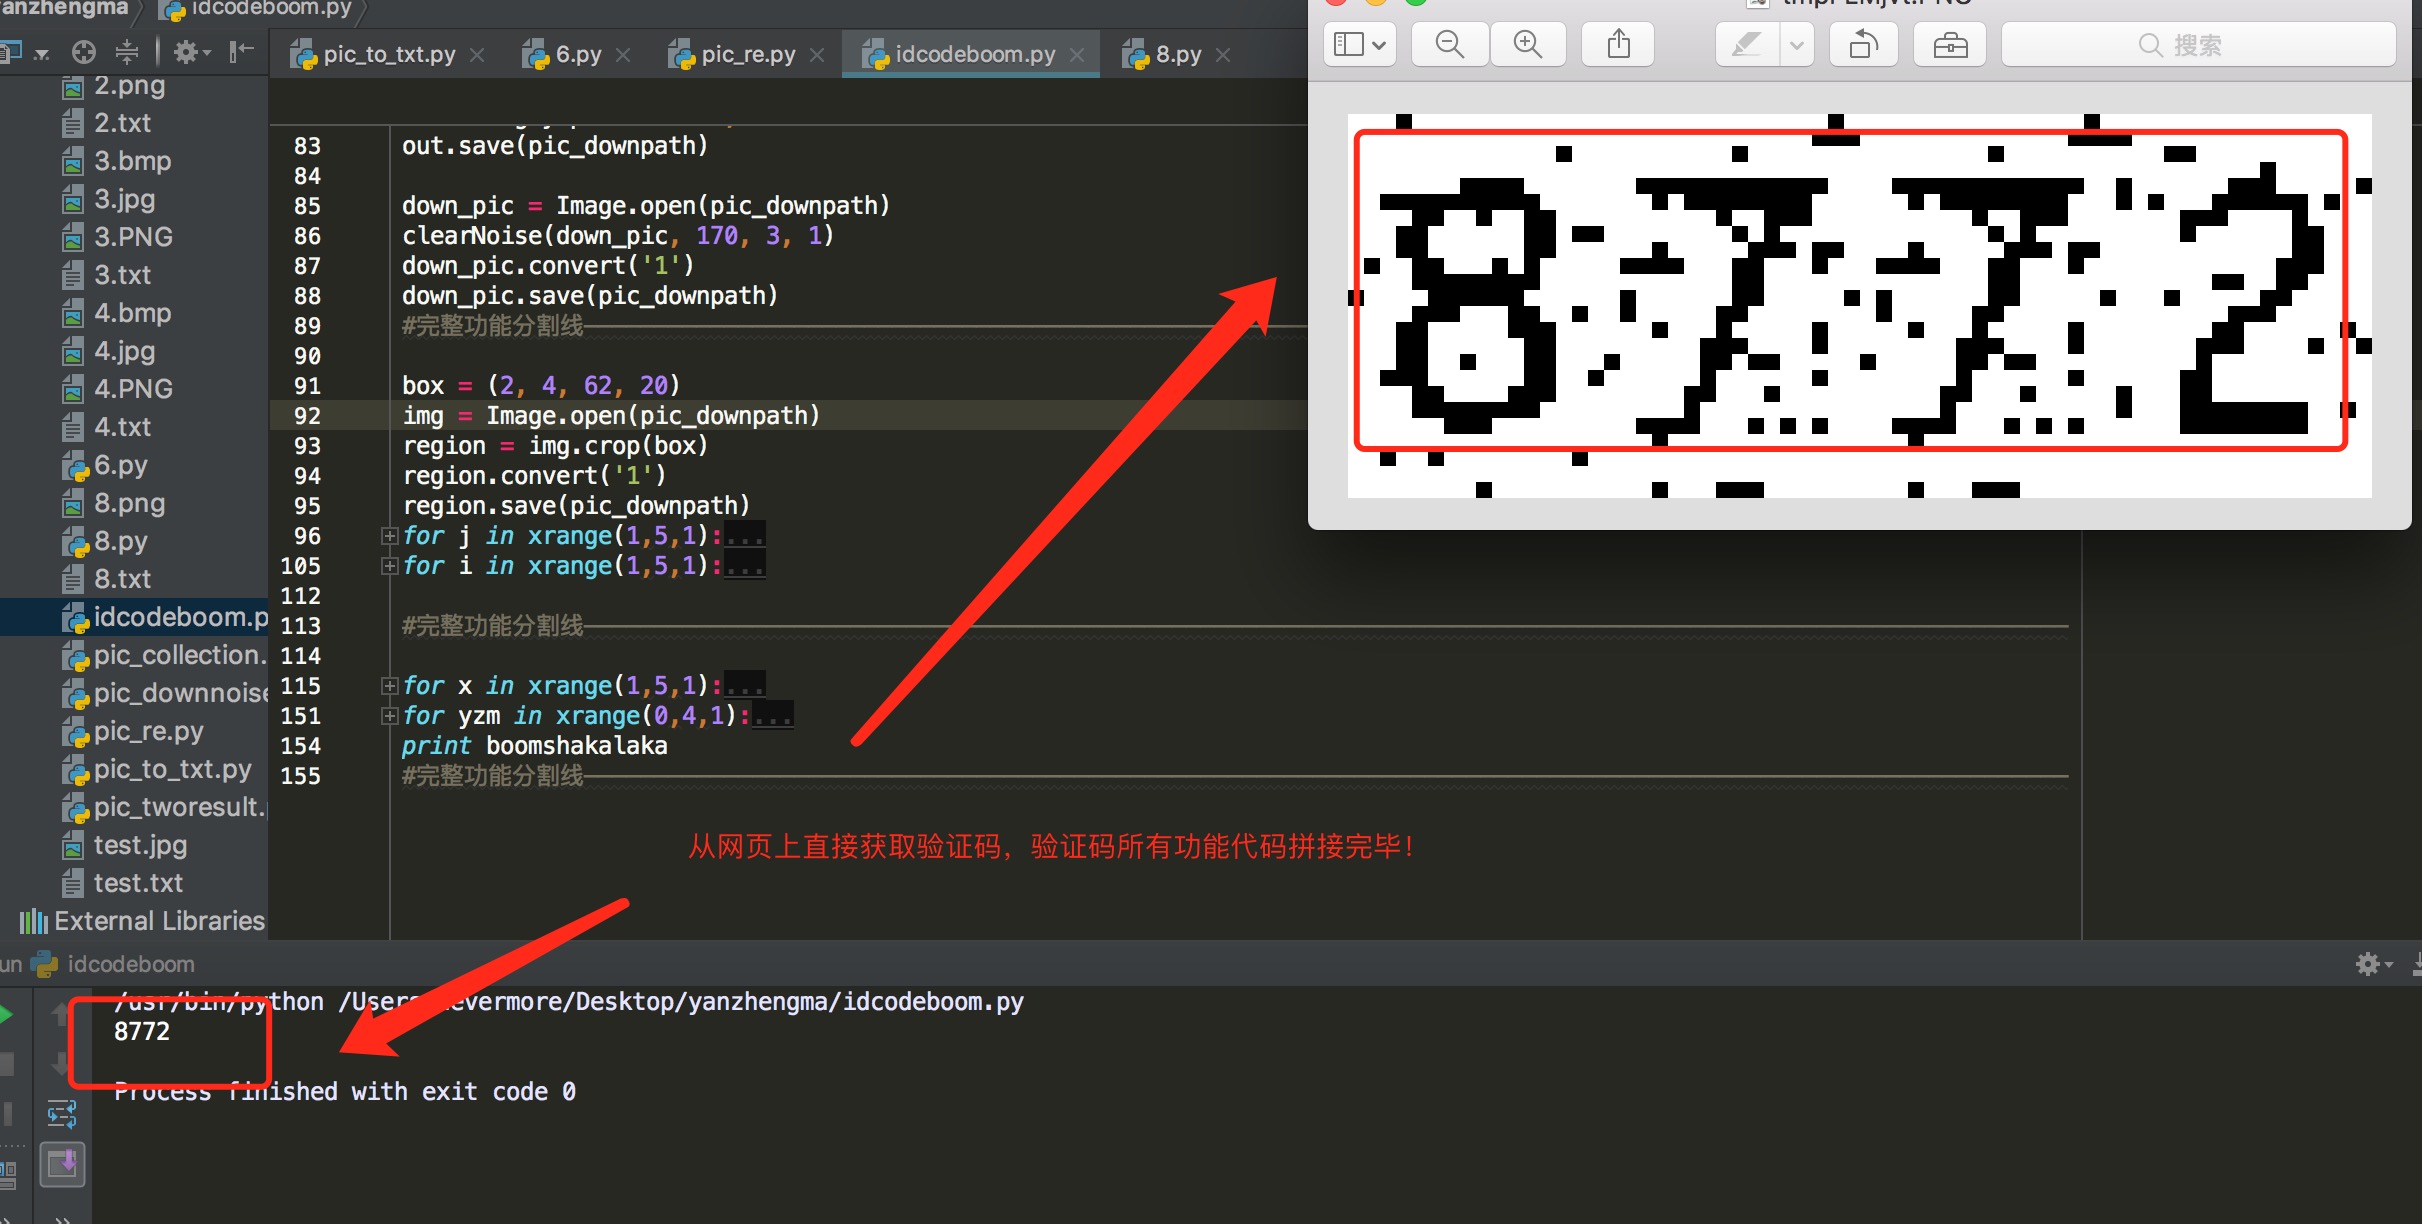 idcodeboom.py
pic_to_txt.py
6.py
pic_re.py
idcodeboom.py
8.py
搜索
2.png
2.txt
3.bmp
3.jpg
3.PNG
3.txt
4.bmp
4.jpg
4.PNG
4.txt
6.py
8.png
8.py
8.txt
idcodeboom.p
pic_collection.
pic_downnoise
pic_re.py
pic_to_txt.py
pic_tworesult.
test.jpg
test.txt
External Libraries
83 out.save(pic_downpath)
84
85 down_pic = Image.open(pic_downpath)
86 clearNoise(down_pic, 170, 3, 1)
87 down_pic.convert('1')
88 down_pic.save(pic_downpath)
89 #完整功能分割线
90
91 box = (2, 4, 62, 20)
92 img = Image.open(pic_downpath)
93 region = img.crop(box)
94 region.convert('1')
95 region.save(pic_downpath)
96 for j in xrange(1,5,1):...
105 for i in xrange(1,5,1):...
112
113 #完整功能分割线
114
115 for x in xrange(1,5,1):...
151 for yzm in xrange(0,4,1):...
154 print boomshakalaka
155 #完整功能分割线
8772
从网页上直接获取验证码，验证码所有功能代码拼接完毕！
un idcodeboom
/usr/bin/python
8772
Process finished with exit code 0